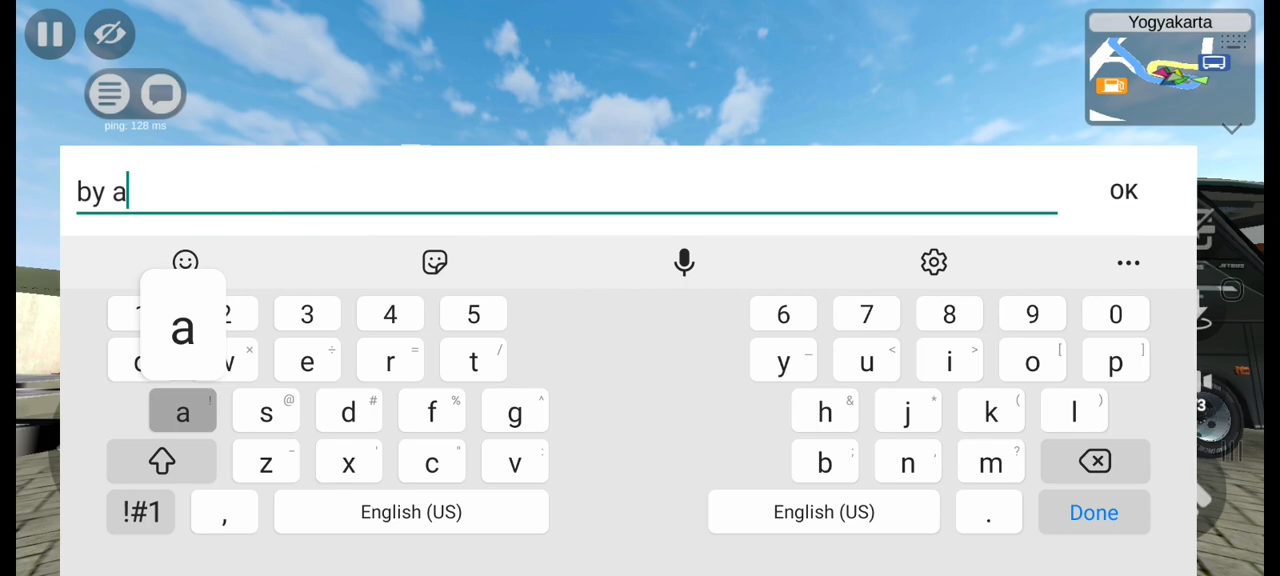 Yogyakarta
ping: 128 ms
by a
OK
1 2 3 4 5 6 7 8 9 0
a
w × e ÷ r = t / y _ u < i > o [ p ]
a ! s @ d # f % g ^ h & j * k ( l )
z - x ' c " v : b ; n , m ?
!#1 , English (US) English (US) . Done
3